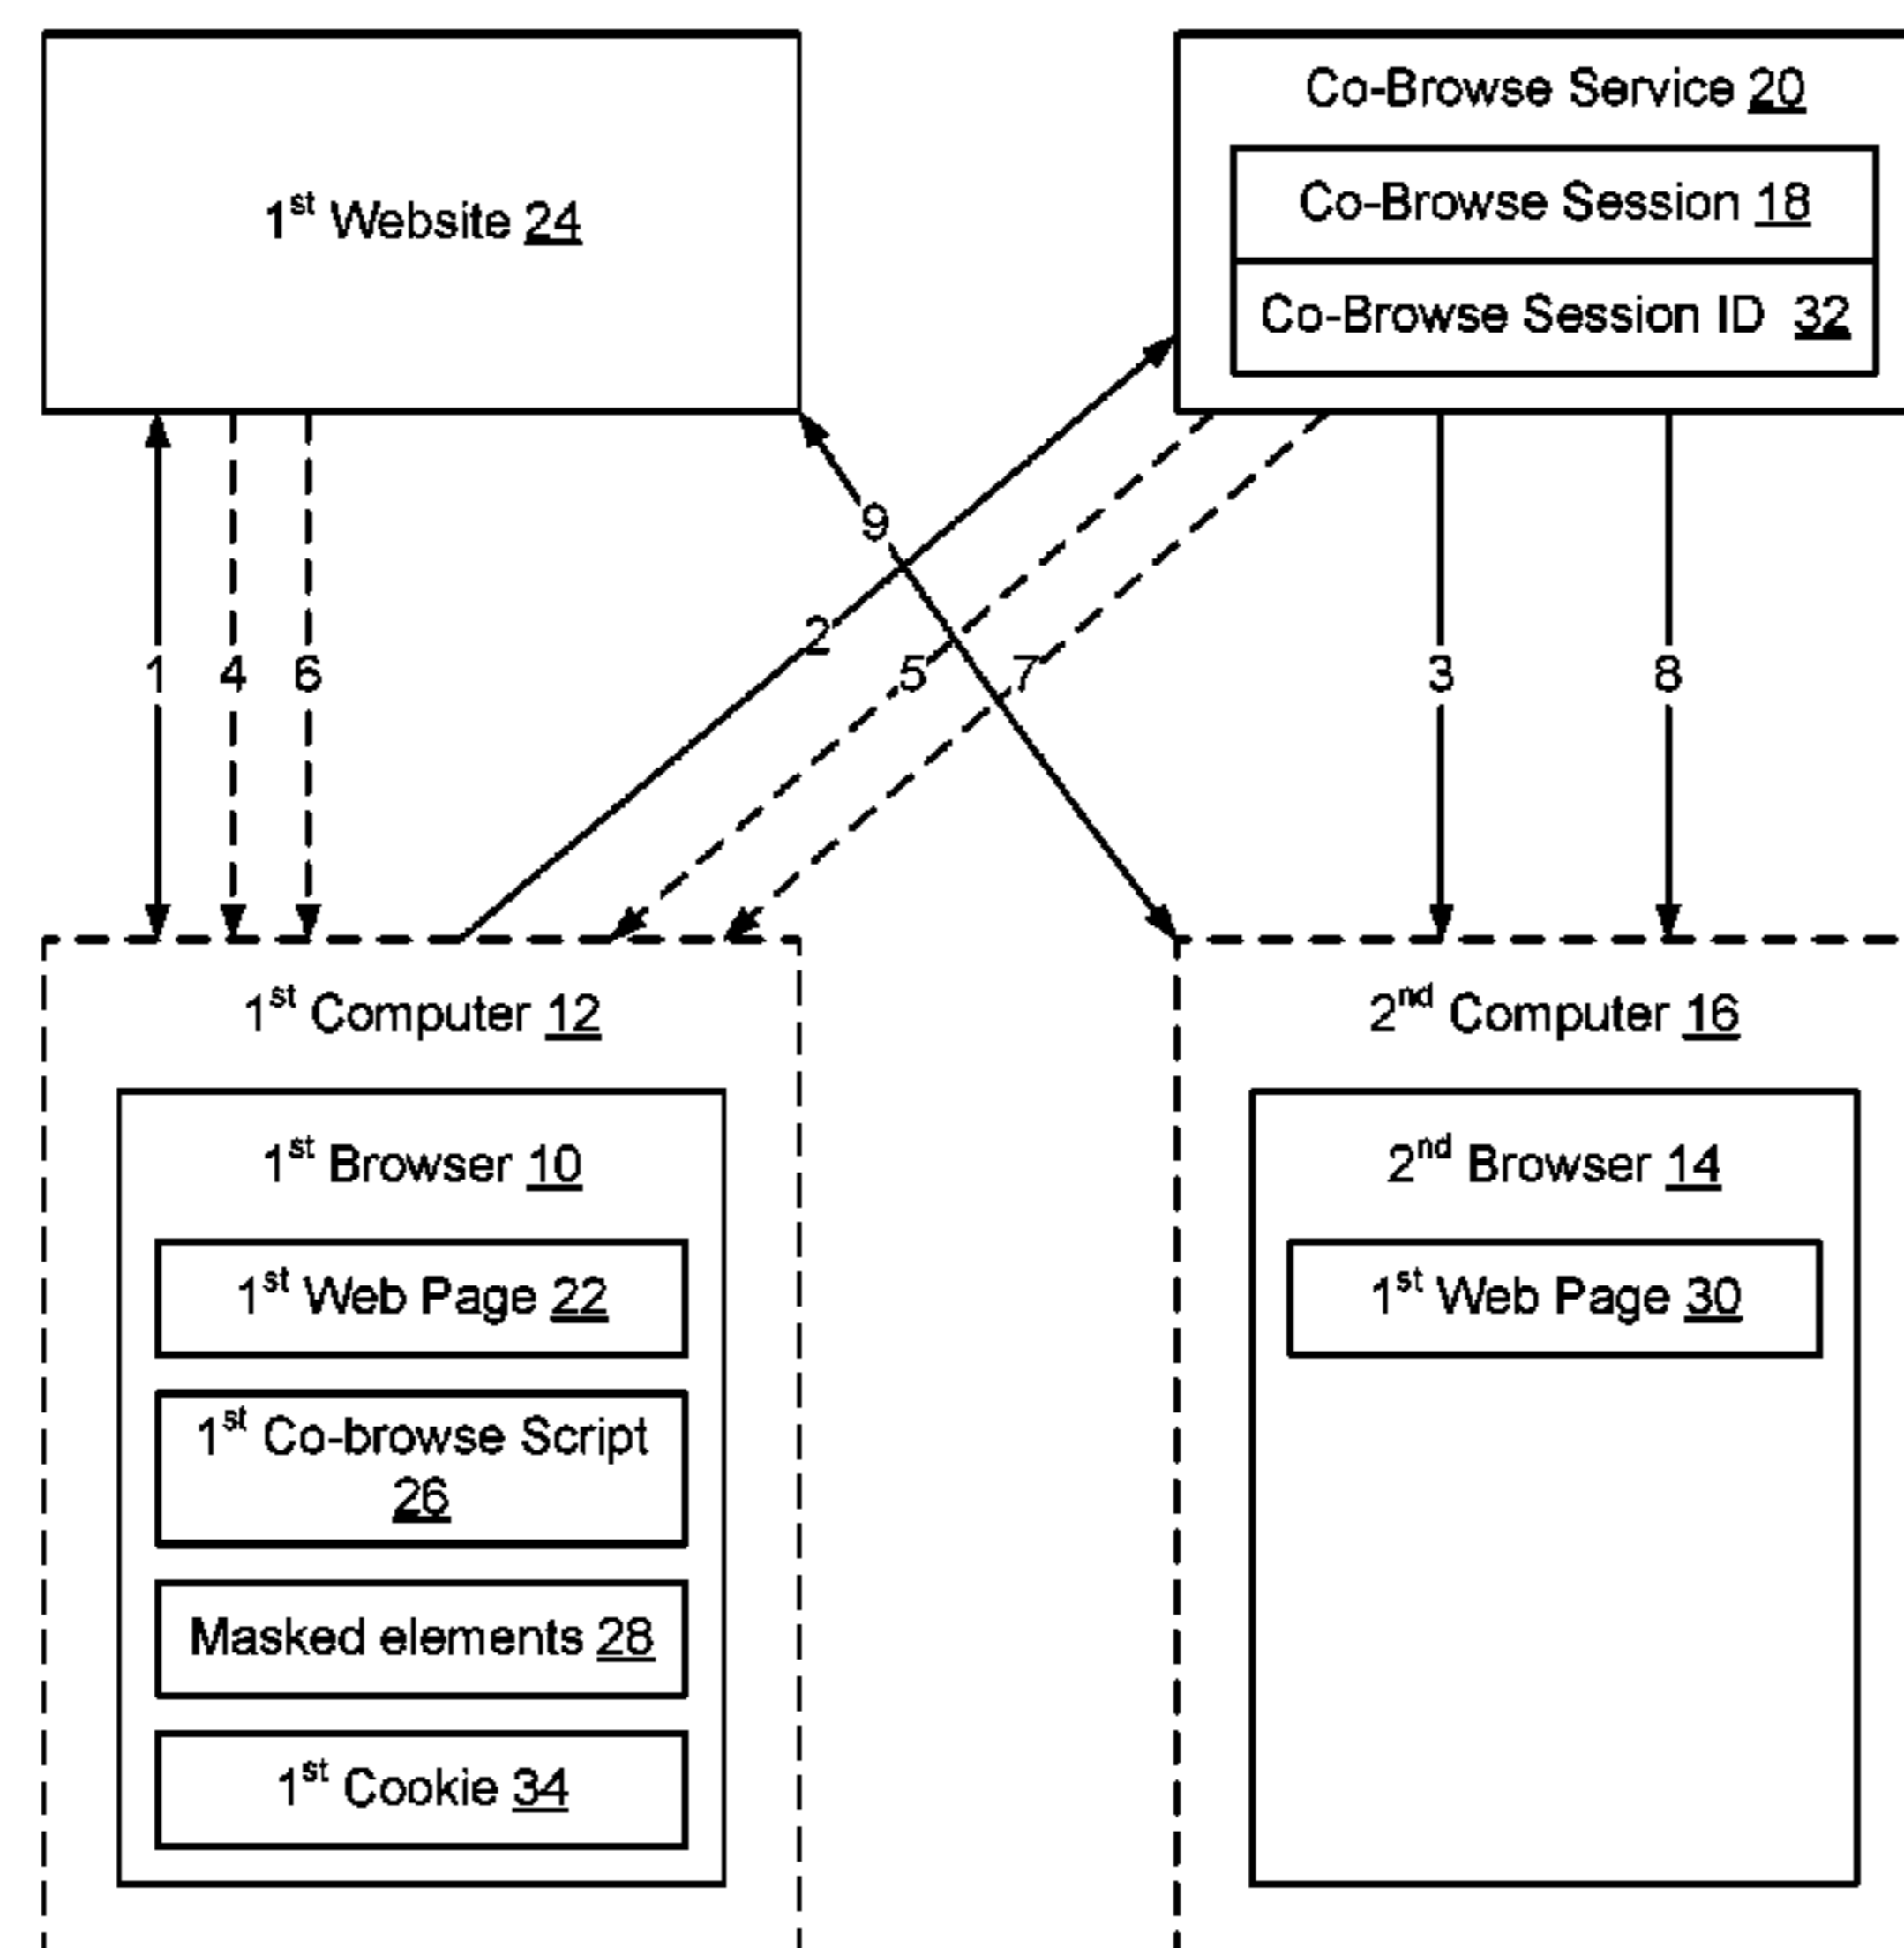 1st Website 24
Co-Browse Service 20
Co-Browse Session 18
Co-Browse Session ID 32
9
2
1
4
6
5
7
3
8
1st Computer 12
1st Browser 10
1st Web Page 22
1st Co-browse Script
26
Masked elements 28
1st Cookie 34
2nd Computer 16
2nd Browser 14
1st Web Page 30